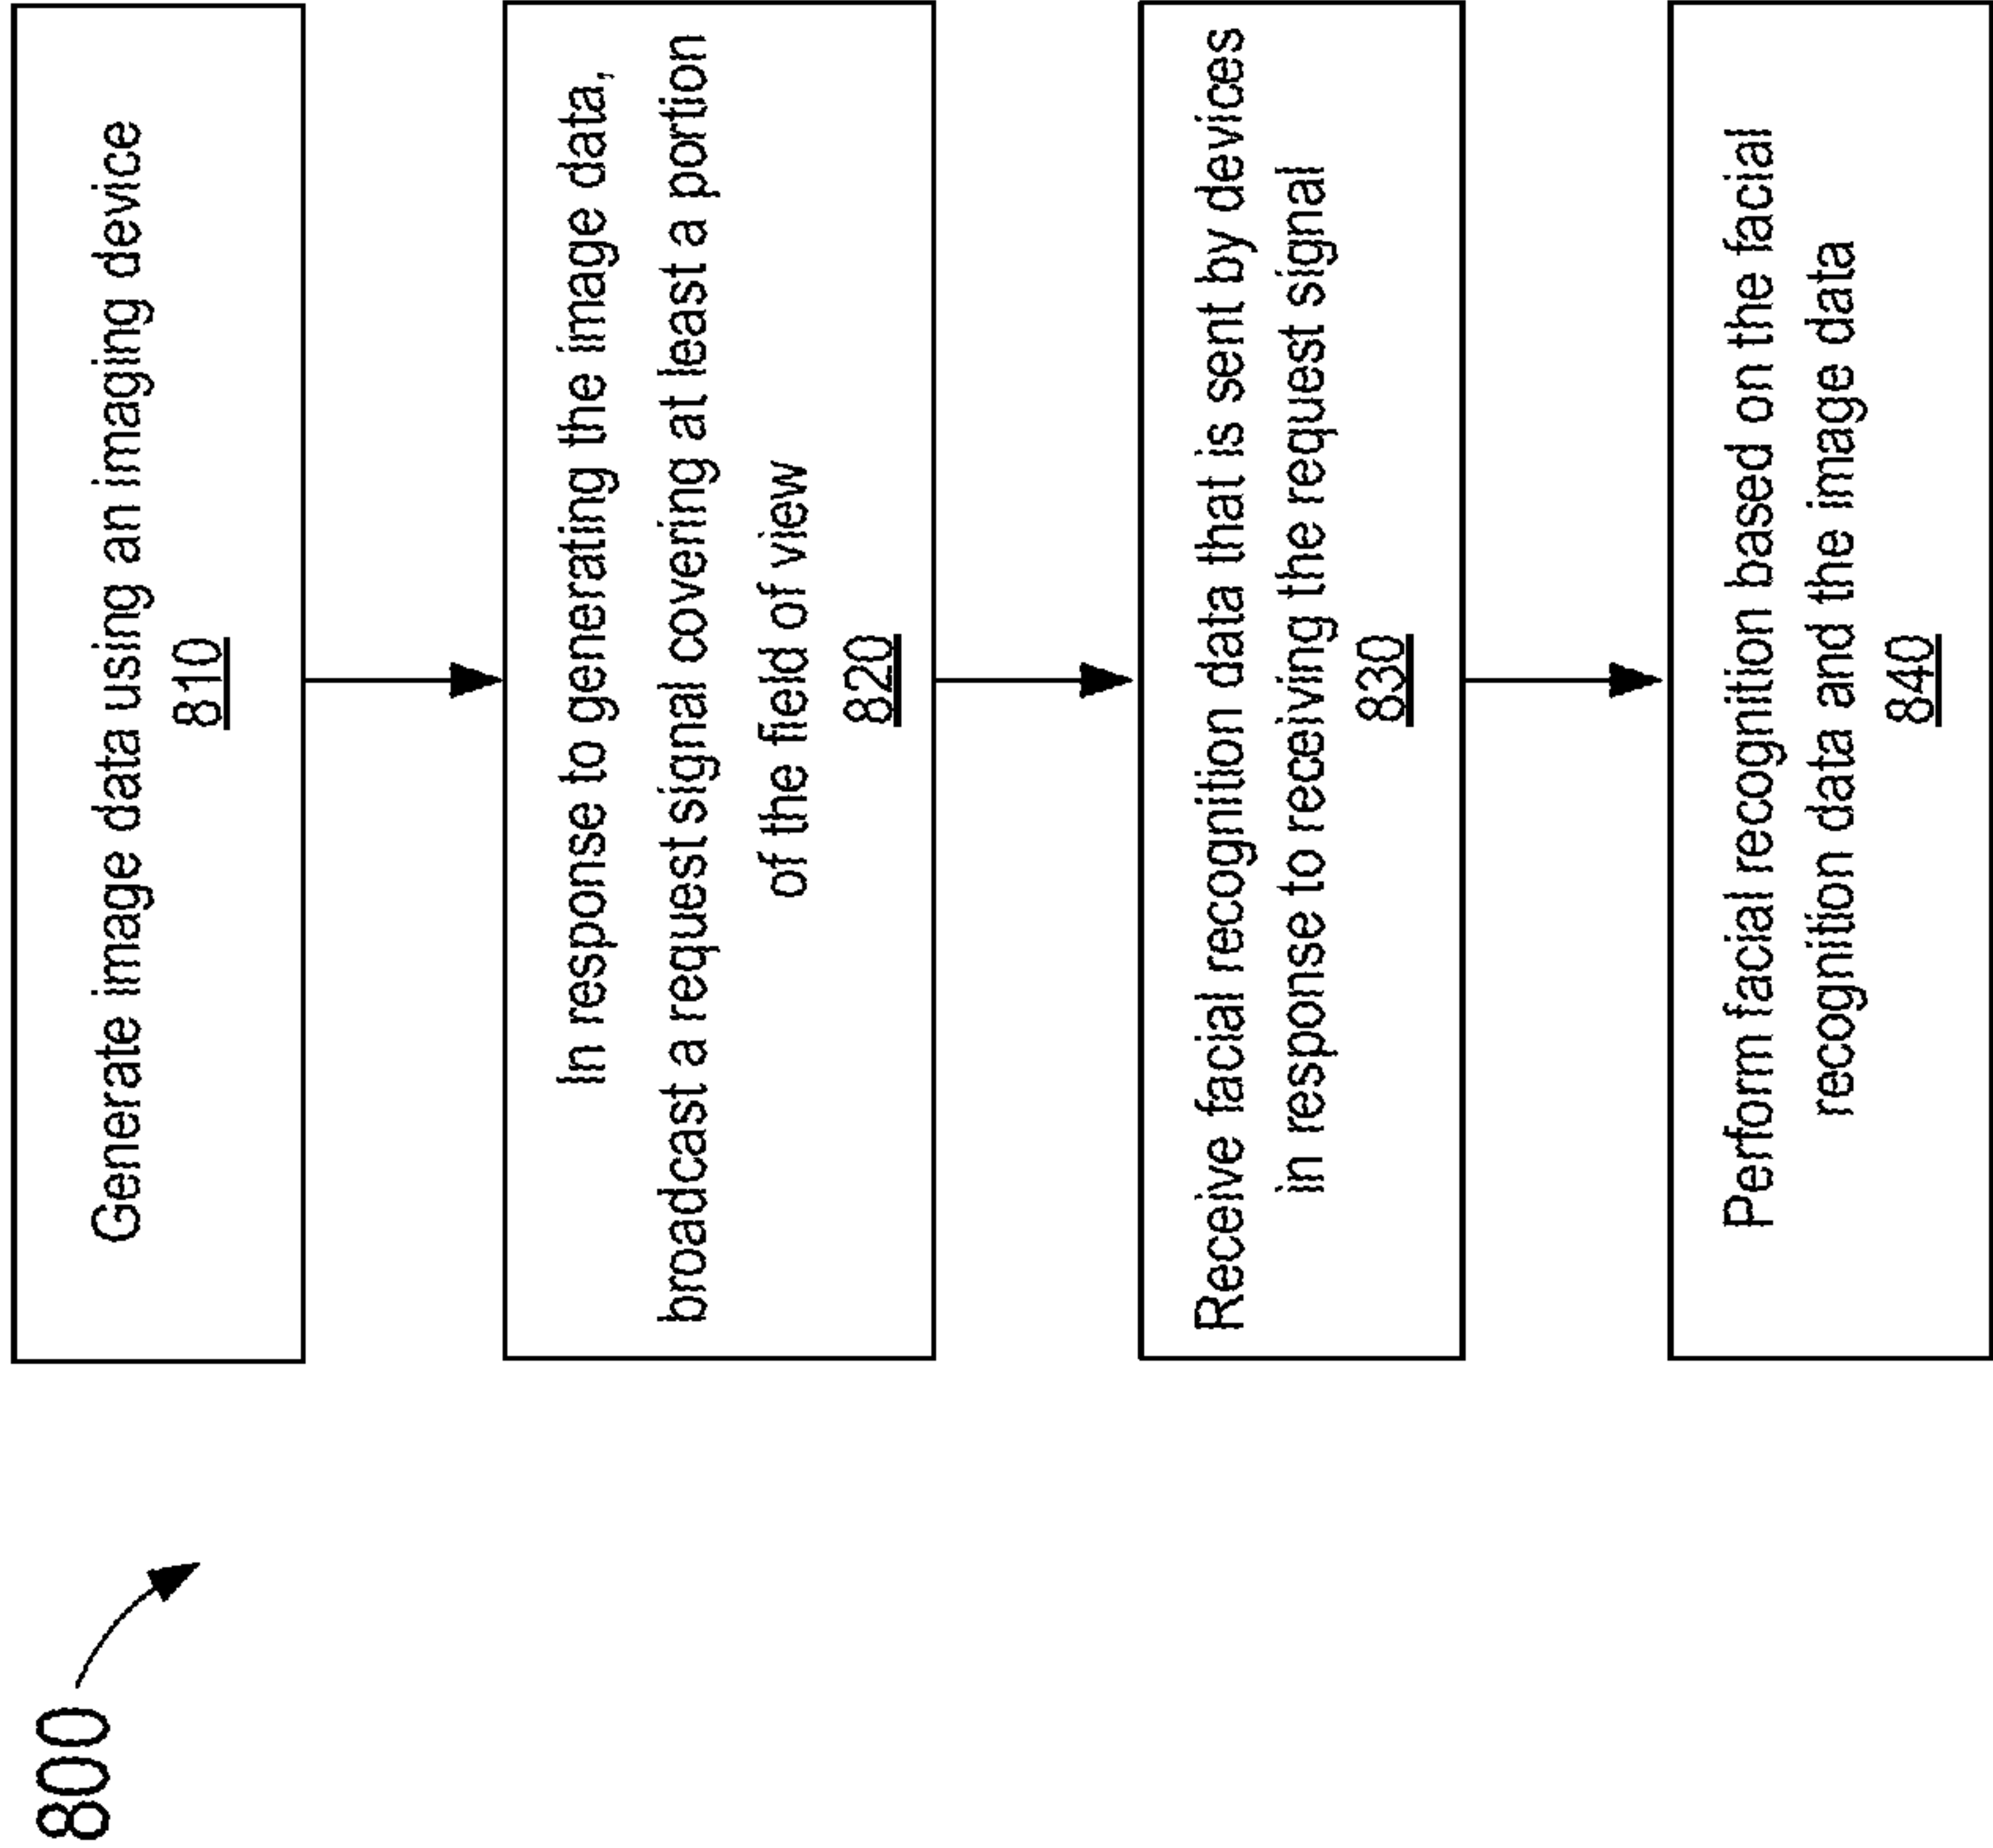 800
Generate image data using an imaging device
810
In response to generating the image data,
broadcast a request signal covering at least a portion
of the field of view
820
Receive facial recognition data that is sent by devices
in response to receiving the request signal
830
Perform facial recognition based on the facial
recognition data and the image data
840